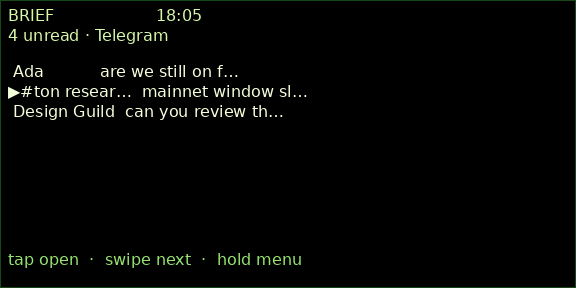 BRIEF 18:05
4 unread · Telegram
Ada are we still on f…
▶#ton resear… mainnet window sl…
Design Guild can you review th…
tap open · swipe next · hold menu